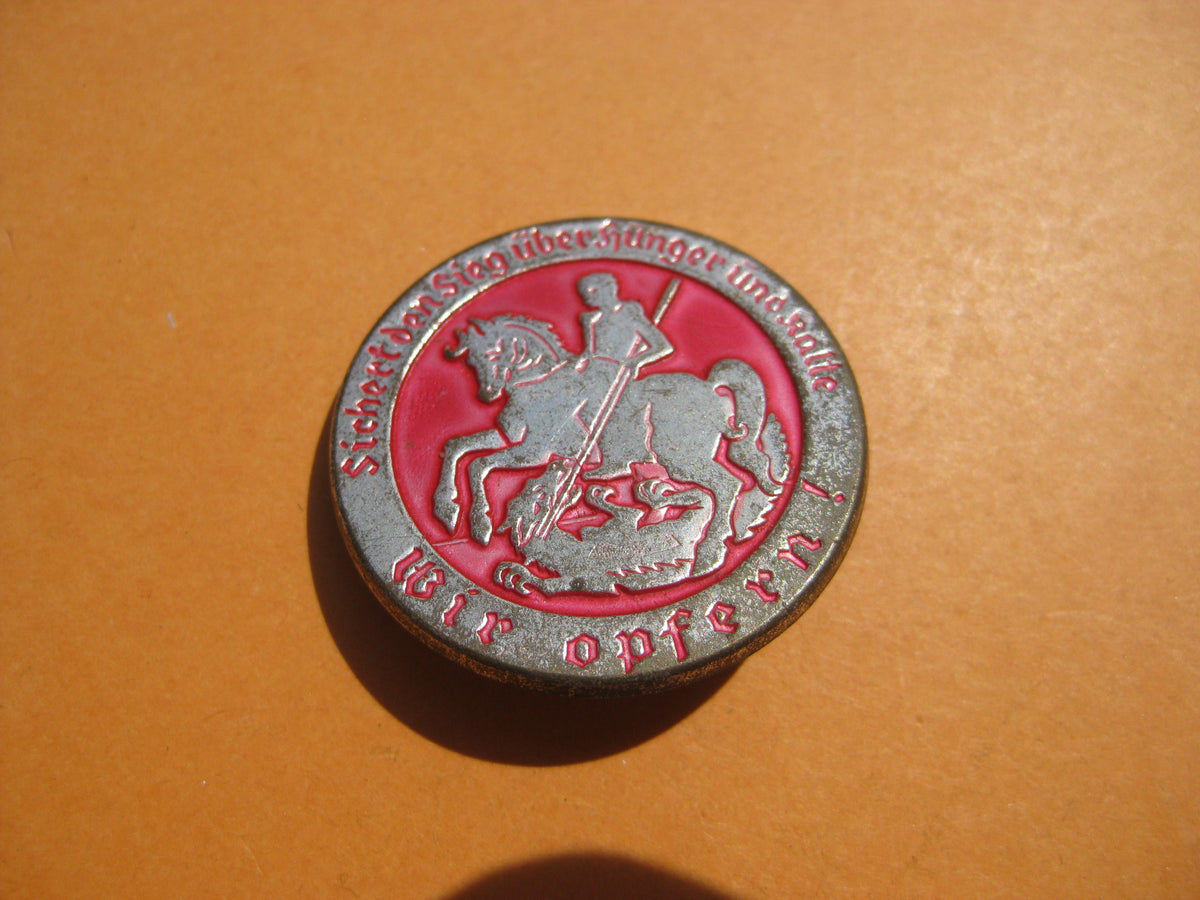 Sichert den Sieg über Hunger und Kälte
Wir opfern!